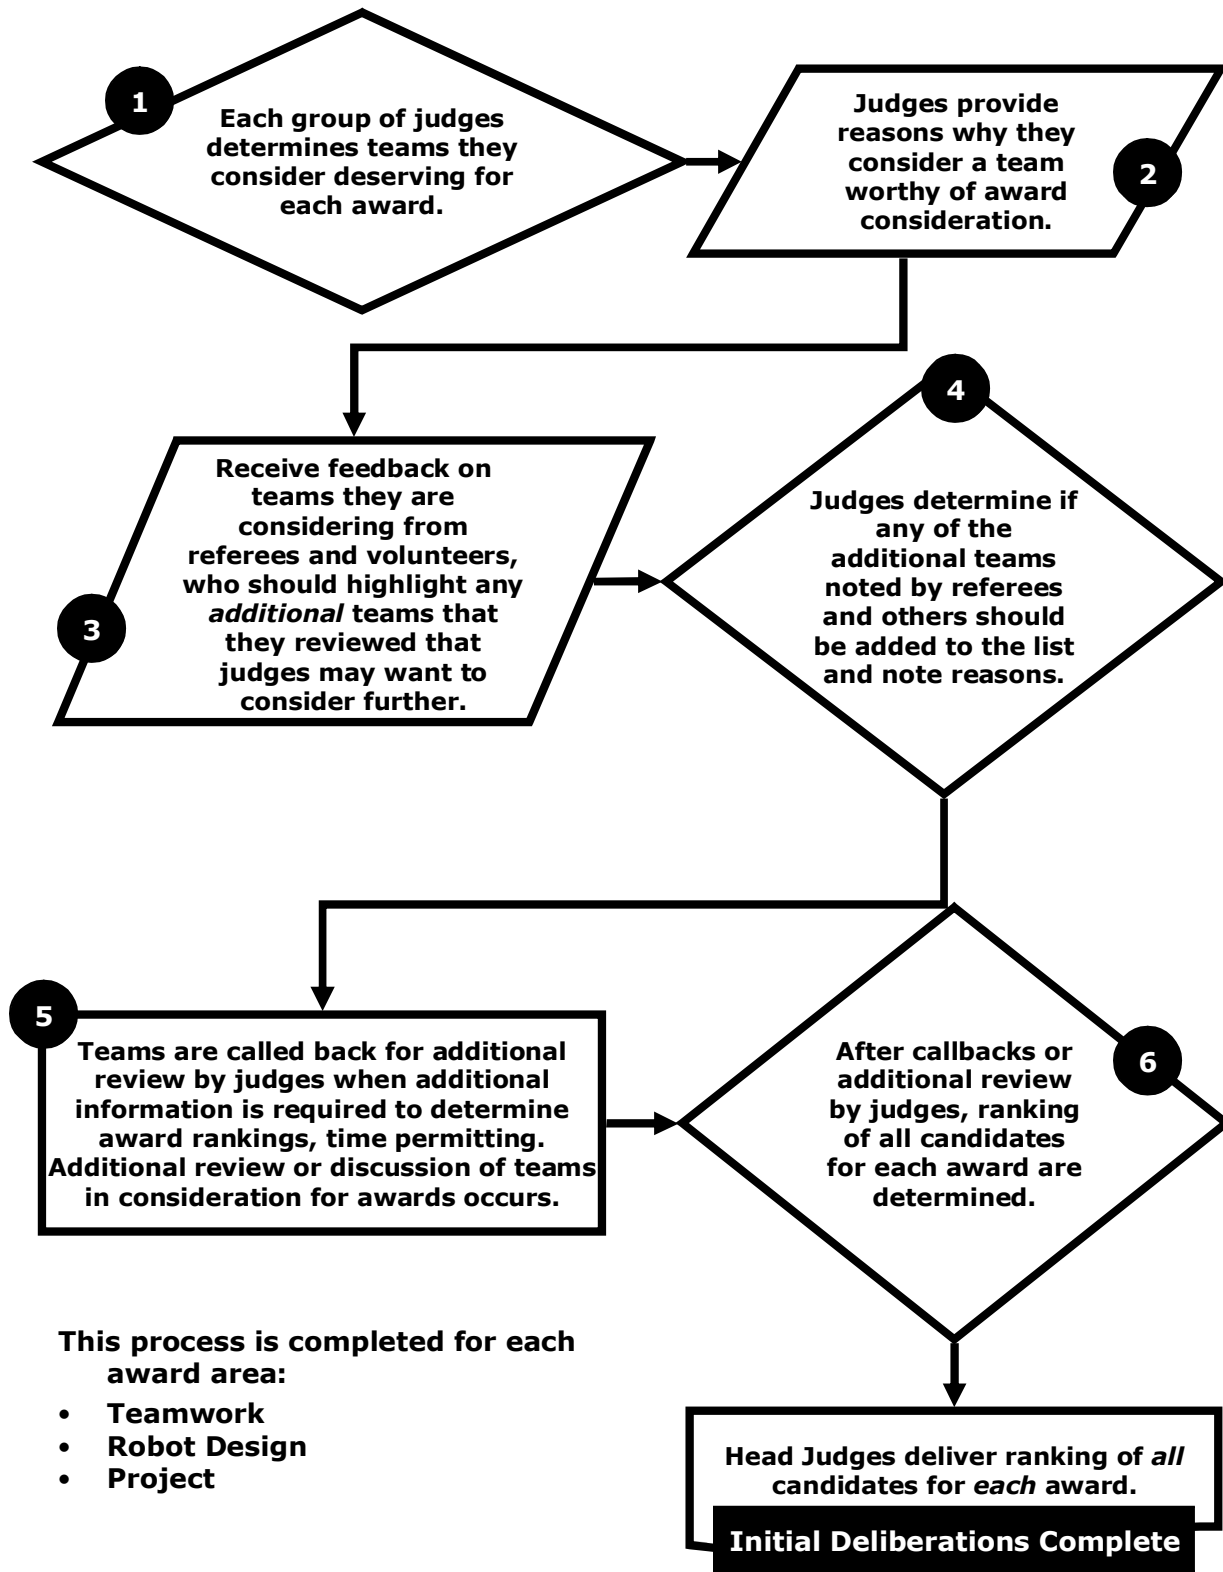 1
Each group of judges
determines teams they
consider deserving for
each award.
Judges provide
reasons why they
consider a team
worthy of award
consideration.
2
3
Receive feedback on
teams they are
considering from
referees and volunteers,
who should highlight any
additional teams that
they reviewed that
judges may want to
consider further.
4
Judges determine if
any of the
additional teams
noted by referees
and others should
be added to the list
and note reasons.
5
Teams are called back for additional
review by judges when additional
information is required to determine
award rankings, time permitting.
Additional review or discussion of teams
in consideration for awards occurs.
6
After callbacks or
additional review
by judges, ranking
of all candidates
for each award are
determined.
This process is completed for each
award area:
• Teamwork
• Robot Design
• Project
Head Judges deliver ranking of all
candidates for each award.
Initial Deliberations Complete